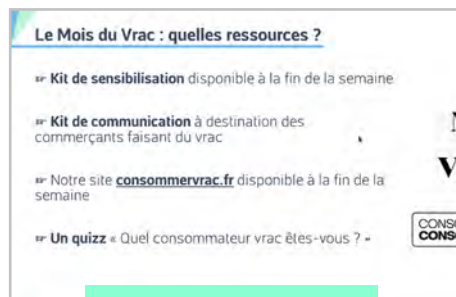 Le Mois du Vrac : quelles ressources ?
☞ Kit de sensibilisation disponible à la fin de la semaine
☞ Kit de communication à destination des
commerçants faisant du vrac
☞ Notre site consommervrac.fr disponible à la fin de la
semaine
☞ Un quizz « Quel consommateur vrac êtes-vous ? »